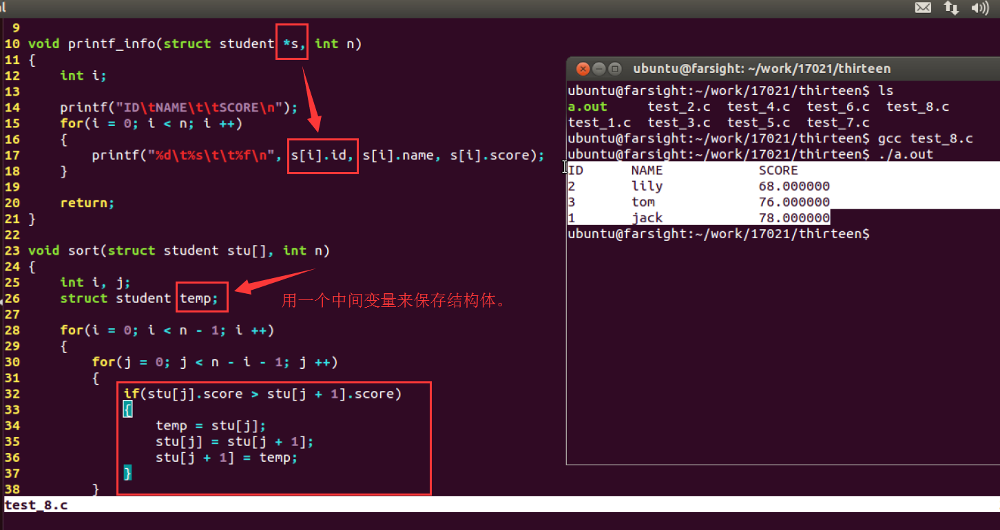 al
9
10 void printf_info(struct student *s, int n)
11 {
12     int i;
13
14     printf("ID\tNAME\t\tSCORE\n");
15     for(i = 0; i < n; i ++)
16     {
17         printf("%d\t%s\t\t%f\n", s[i].id, s[i].name, s[i].score);
18     }
19
20     return;
21 }
22
23 void sort(struct student stu[], int n)
24 {
25     int i, j;
26     struct student temp;
用一个中间变量来保存结构体。
27
28     for(i = 0; i < n - 1; i ++)
29     {
30         for(j = 0; j < n - i - 1; j ++)
31         {
32             if(stu[j].score > stu[j + 1].score)
33             {
34                 temp = stu[j];
35                 stu[j] = stu[j + 1];
36                 stu[j + 1] = temp;
37             }
38         }
test_8.c
ubuntu@farsight: ~/work/17021/thirteen
ubuntu@farsight:~/work/17021/thirteen$ ls
a.out     test_2.c  test_4.c  test_6.c  test_8.c
test_1.c  test_3.c  test_5.c  test_7.c
ubuntu@farsight:~/work/17021/thirteen$ gcc test_8.c
ubuntu@farsight:~/work/17021/thirteen$ ./a.out
ID      NAME            SCORE
2       lily            68.000000
3       tom             76.000000
1       jack            78.000000
ubuntu@farsight:~/work/17021/thirteen$